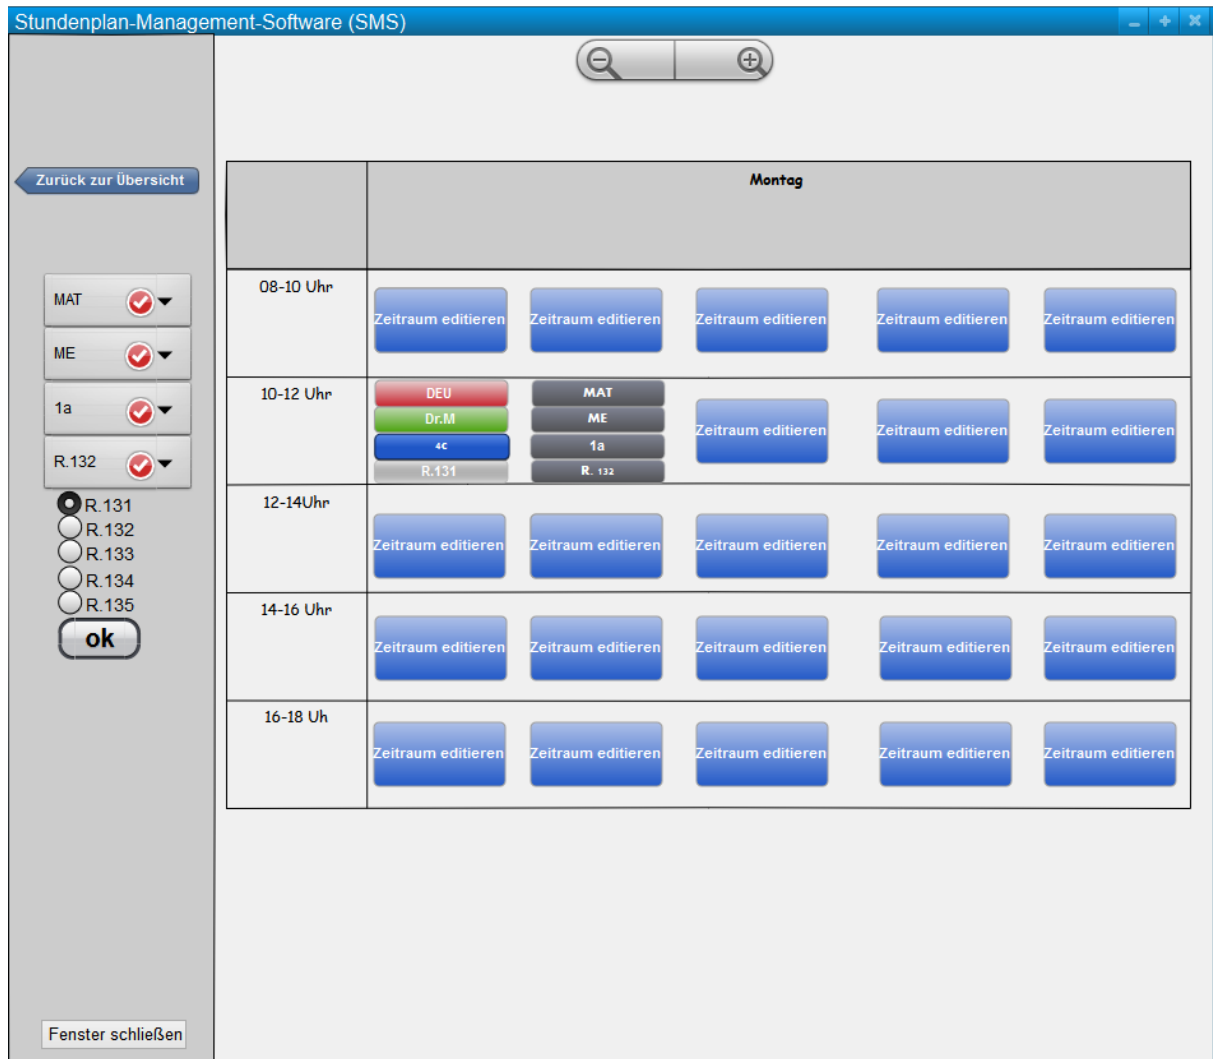 Stundenplan-Management-Software (SMS)
Zurück zur Übersicht
MAT
ME
1a
R.132
R.131
R.132
R.133
R.134
R.135
ok
Fenster schließen
Montag
08-10 Uhr
Zeitraum editieren Zeitraum editieren Zeitraum editieren Zeitraum editieren Zeitraum editieren
10-12 Uhr
DEU MAT
Dr.M ME
4C 1a
R.131 R. 132
Zeitraum editieren Zeitraum editieren Zeitraum editieren
12-14Uhr
Zeitraum editieren Zeitraum editieren Zeitraum editieren Zeitraum editieren Zeitraum editieren
14-16 Uhr
Zeitraum editieren Zeitraum editieren Zeitraum editieren Zeitraum editieren Zeitraum editieren
16-18 Uh
Zeitraum editieren Zeitraum editieren Zeitraum editieren Zeitraum editieren Zeitraum editieren